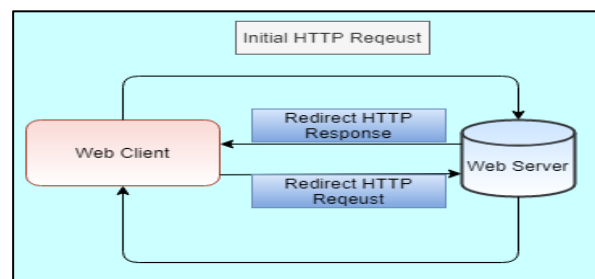 Initial HTTP Reqeust
Redirect HTTP
Response
Web Client
Web Server
Redirect HTTP
Reqeust